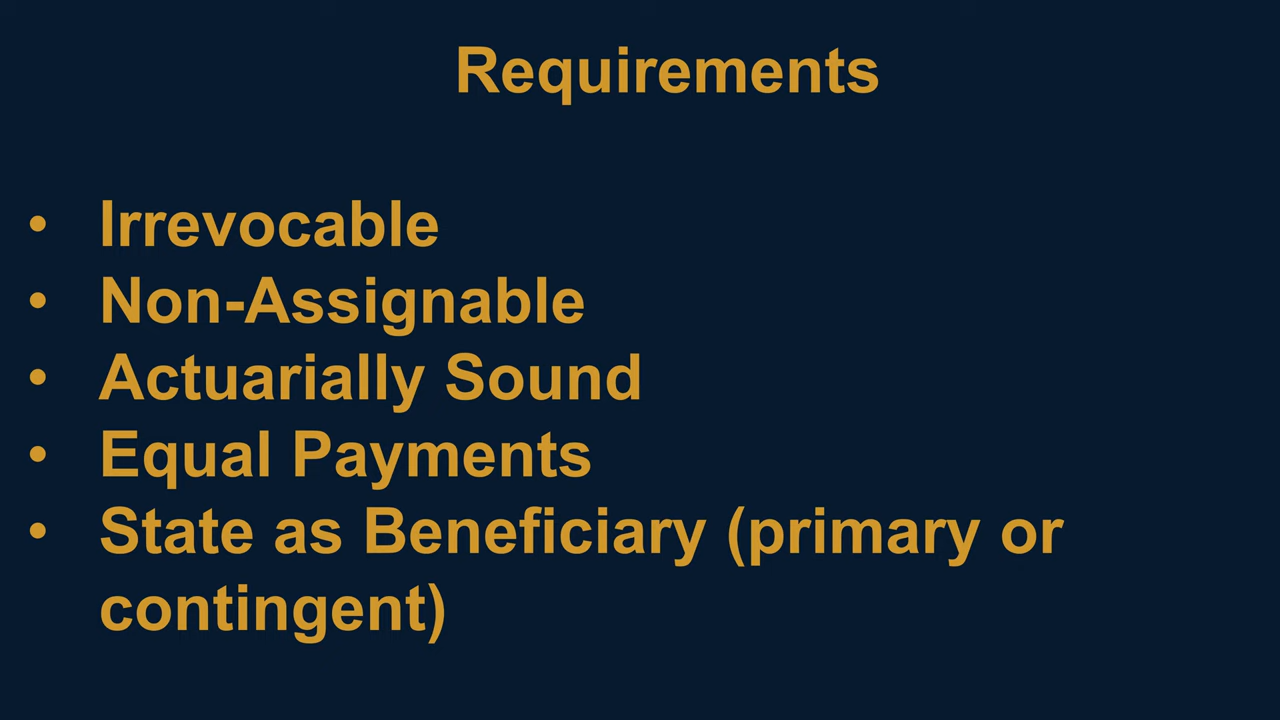 Requirements
• Irrevocable
• Non-Assignable
• Actuarially Sound
• Equal Payments
• State as Beneficiary (primary or
contingent)